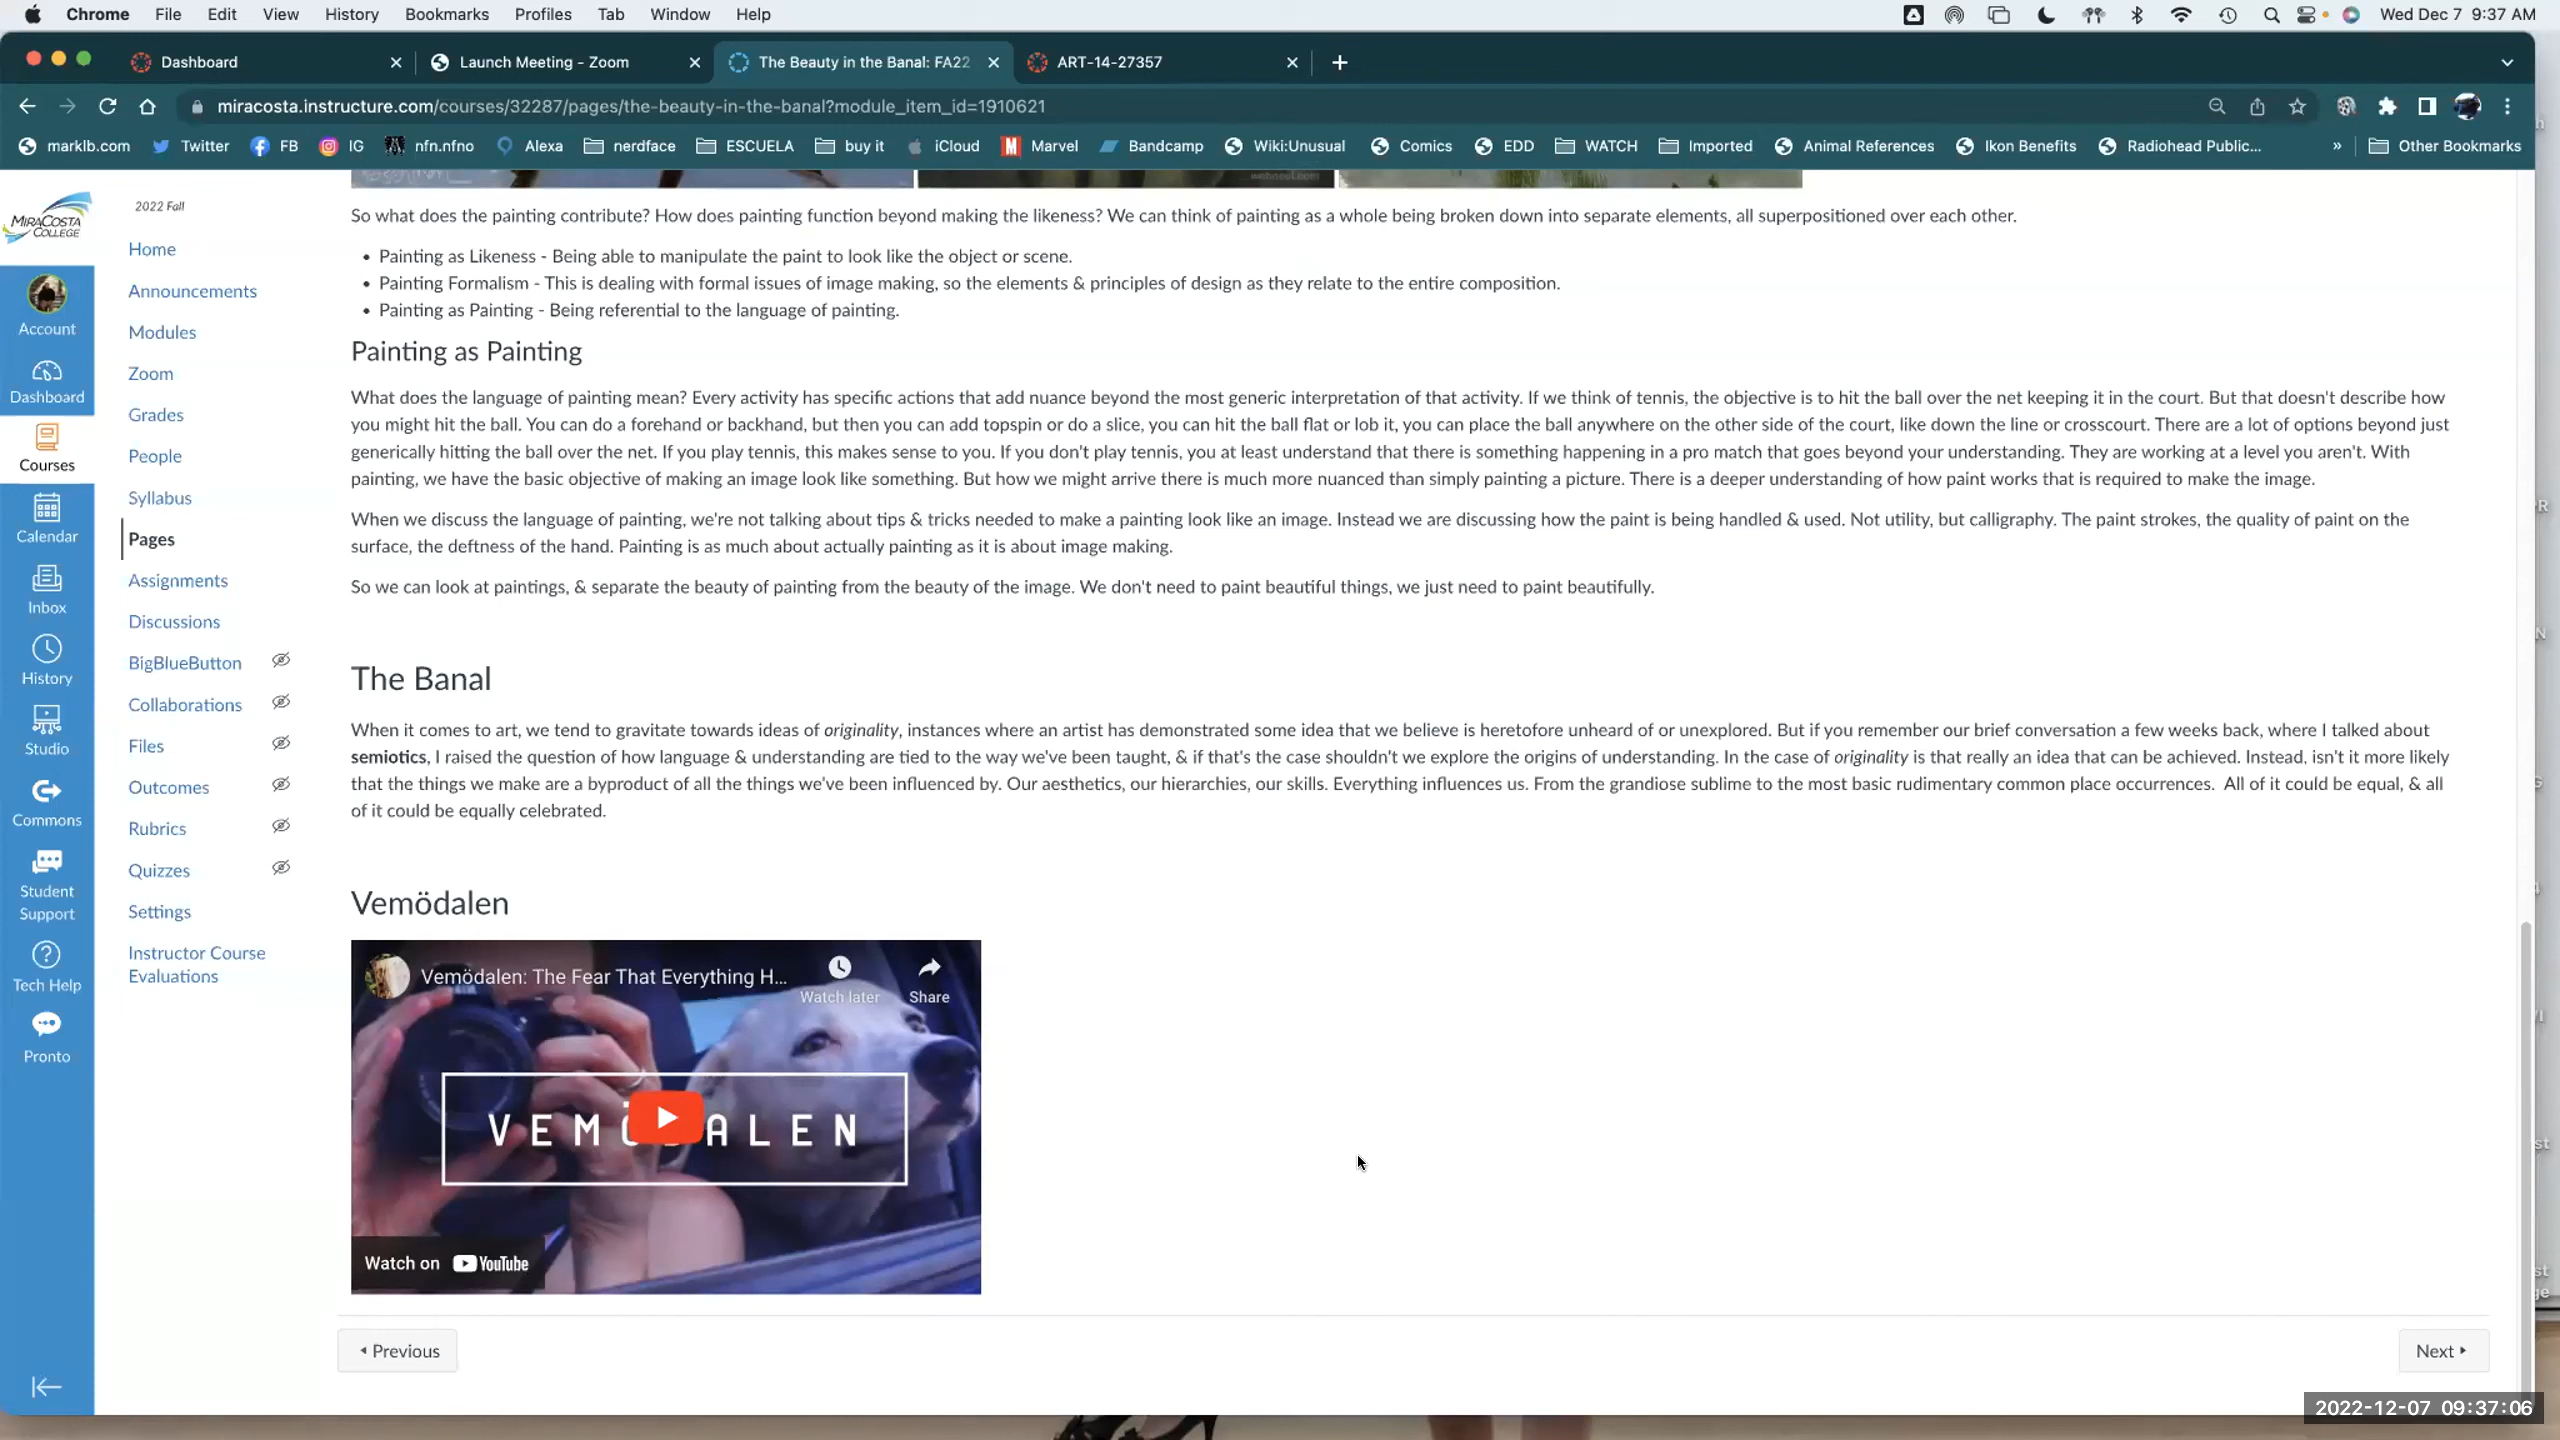 Chrome File Edit View History Bookmarks Profiles Tab Window Help Wed Dec 7 9:37 AM
Dashboard Launch Meeting - Zoom The Beauty in the Banal: FA22 ART-14-27357
miracosta.instructure.com/courses/32287/pages/the-beauty-in-the-banal?module_item_id=1910621
marklb.com Twitter FB IG nfn.nfno Alexa nerdface ESCUELA buy it iCloud Marvel Bandcamp Wiki:Unusual Comics EDD WATCH Imported Animal References Ikon Benefits Radiohead Public... » Other Bookmarks
MIRACOSTA
COLLEGE
Account
Dashboard
Courses
Calendar
Inbox
History
Studio
Commons
Student
Support
Tech Help
Pronto
2022 Fall
Home
Announcements
Modules
Zoom
Grades
People
Syllabus
Pages
Assignments
Discussions
BigBlueButton
Collaborations
Files
Outcomes
Rubrics
Quizzes
Settings
Instructor Course
Evaluations
So what does the painting contribute? How does painting function beyond making the likeness? We can think of painting as a whole being broken down into separate elements, all superpositioned over each other.
• Painting as Likeness - Being able to manipulate the paint to look like the object or scene.
• Painting Formalism - This is dealing with formal issues of image making, so the elements & principles of design as they relate to the entire composition.
• Painting as Painting - Being referential to the language of painting.
Painting as Painting
What does the language of painting mean? Every activity has specific actions that add nuance beyond the most generic interpretation of that activity. If we think of tennis, the objective is to hit the ball over the net keeping it in the court. But that doesn't describe how
you might hit the ball. You can do a forehand or backhand, but then you can add topspin or do a slice, you can hit the ball flat or lob it, you can place the ball anywhere on the other side of the court, like down the line or crosscourt. There are a lot of options beyond just
generically hitting the ball over the net. If you play tennis, this makes sense to you. If you don't play tennis, you at least understand that there is something happening in a pro match that goes beyond your understanding. They are working at a level you aren't. With
painting, we have the basic objective of making an image look like something. But how we might arrive there is much more nuanced than simply painting a picture. There is a deeper understanding of how paint works that is required to make the image.
When we discuss the language of painting, we're not talking about tips & tricks needed to make a painting look like an image. Instead we are discussing how the paint is being handled & used. Not utility, but calligraphy. The paint strokes, the quality of paint on the
surface, the deftness of the hand. Painting is as much about actually painting as it is about image making.
So we can look at paintings, & separate the beauty of painting from the beauty of the image. We don't need to paint beautiful things, we just need to paint beautifully.
The Banal
When it comes to art, we tend to gravitate towards ideas of originality, instances where an artist has demonstrated some idea that we believe is heretofore unheard of or unexplored. But if you remember our brief conversation a few weeks back, where I talked about
semiotics, I raised the question of how language & understanding are tied to the way we've been taught, & if that's the case shouldn't we explore the origins of understanding. In the case of originality is that really an idea that can be achieved. Instead, isn't it more likely
that the things we make are a byproduct of all the things we've been influenced by. Our aesthetics, our hierarchies, our skills. Everything influences us. From the grandiose sublime to the most basic rudimentary common place occurrences. All of it could be equal, & all
of it could be equally celebrated.
Vemödalen
Vemödalen: The Fear That Everything H...
Watch later Share
VEMÖDALEN
Watch on YouTube
Previous Next
2022-12-07 09:37:06